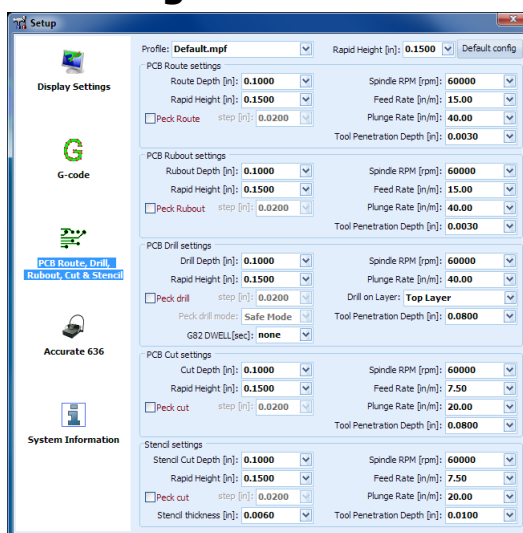 Setup
Display Settings
G
G-code
PCB Route, Drill,
Rubout, Cut & Stencil
Accurate 636
System Information
Profile: Default.mpf Rapid Height [in]: 0.1500 Default config
PCB Route settings
Route Depth [in]: 0.1000 Spindle RPM [rpm]: 60000
Rapid Height [in]: 0.1500 Feed Rate [in/m]: 15.00
Peck Route step [in]: 0.0200 Plunge Rate [in/m]: 40.00
Tool Penetration Depth [in]: 0.0030
PCB Rubout settings
Rubout Depth [in]: 0.1000 Spindle RPM [rpm]: 60000
Rapid Height [in]: 0.1500 Feed Rate [in/m]: 15.00
Peck Rubout step [in]: 0.0200 Plunge Rate [in/m]: 40.00
Tool Penetration Depth [in]: 0.0030
PCB Drill settings
Drill Depth [in]: 0.1000 Spindle RPM [rpm]: 60000
Rapid Height [in]: 0.1500 Plunge Rate [in/m]: 40.00
Peck drill step [in]: 0.0200 Drill on Layer: Top Layer
Peck drill mode: Safe Mode Tool Penetration Depth [in]: 0.0800
G82 DWELL[sec]: none
PCB Cut settings
Cut Depth [in]: 0.1000 Spindle RPM [rpm]: 60000
Rapid Height [in]: 0.1500 Feed Rate [in/m]: 7.50
Peck cut step [in]: 0.0200 Plunge Rate [in/m]: 20.00
Tool Penetration Depth [in]: 0.0800
Stencil settings
Stencil Cut Depth [in]: 0.1000 Spindle RPM [rpm]: 60000
Rapid Height [in]: 0.1500 Feed Rate [in/m]: 7.50
Peck cut step [in]: 0.0200 Plunge Rate [in/m]: 20.00
Stencil thickness [in]: 0.0060 Tool Penetration Depth [in]: 0.0100